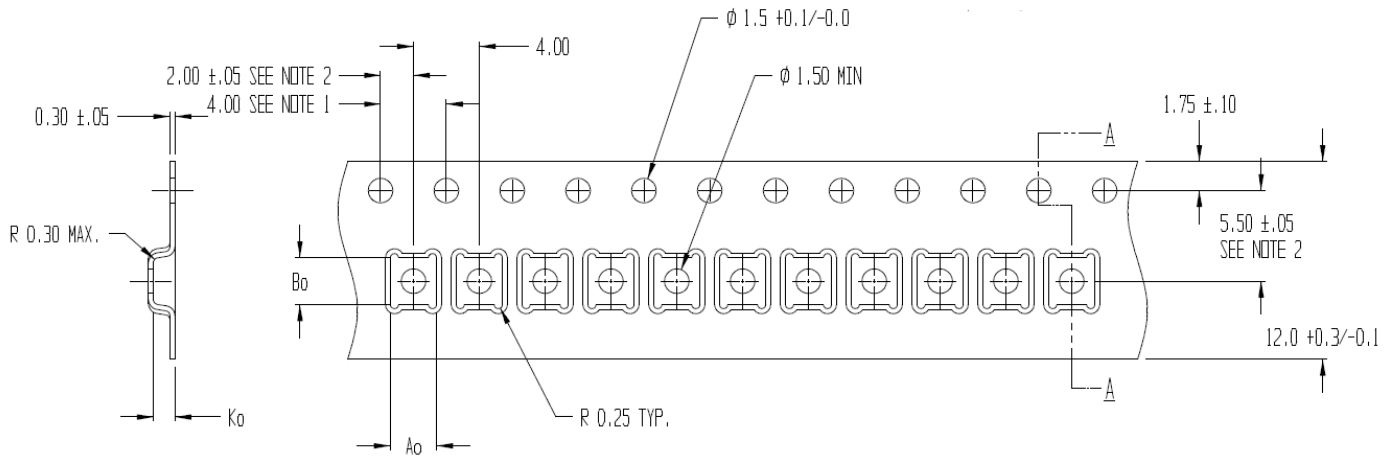 Ø 1.5 +0.1/-0.0
4.00
2.00 ±.05 SEE NOTE 2
Ø 1.50 MIN
4.00 SEE NOTE 1
0.30 ±.05
1.75 ±.10
A
R 0.30 MAX.
5.50 ±.05
SEE NOTE 2
Bo
12.0 +0.3/-0.1
A
Ko
R 0.25 TYP.
Ao